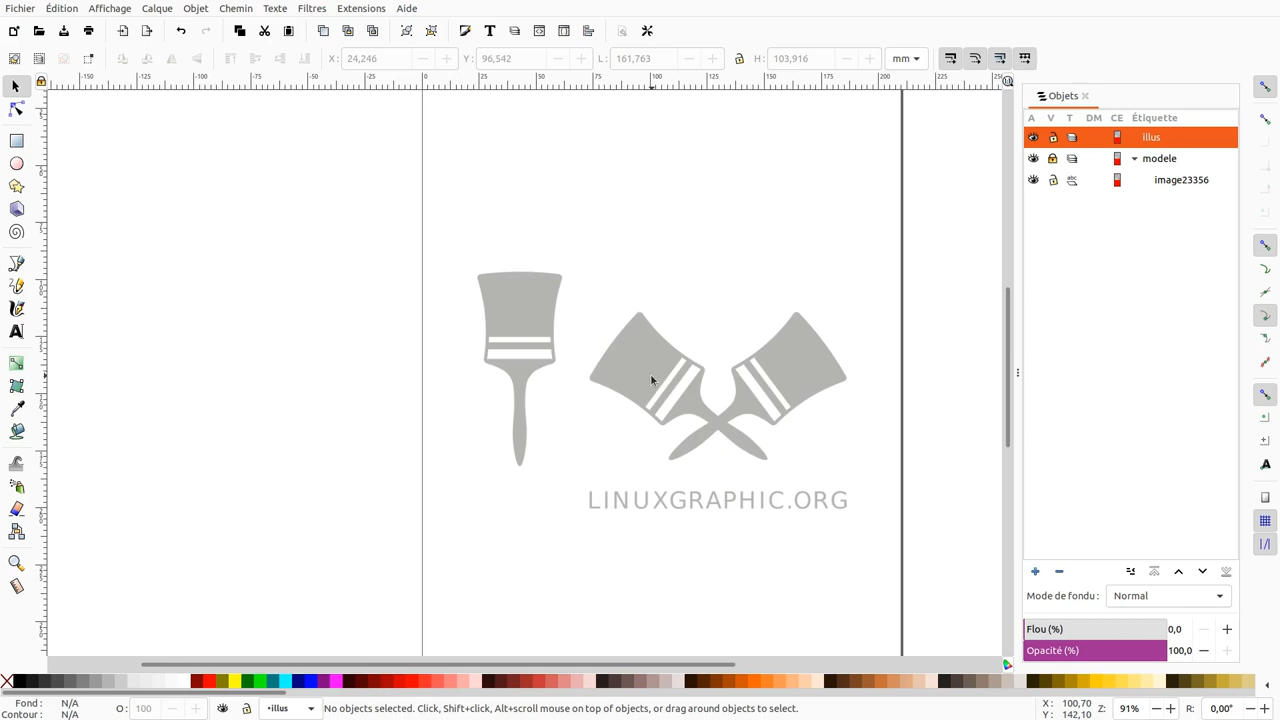 Fichier Édition Affichage Calque Objet Chemin Texte Filtres Extensions Aide
X : 24,246 Y : 96,542 L : 161,763 H : 103,916 mm
Objets
A V T DM CE Étiquette
illus
modele
image23356
LINUXGRAPHIC.ORG
Mode de fondu : Normal
Flou (%) 0,0
Opacité (%) 100,0
Fond : N/A
Contour : N/A
O : 100
•illus
No objects selected. Click, Shift+click, Alt+scroll mouse on top of objects, or drag around objects to select.
X : 100,70
Y : 142,10
Z : 91%
R : 0,00°